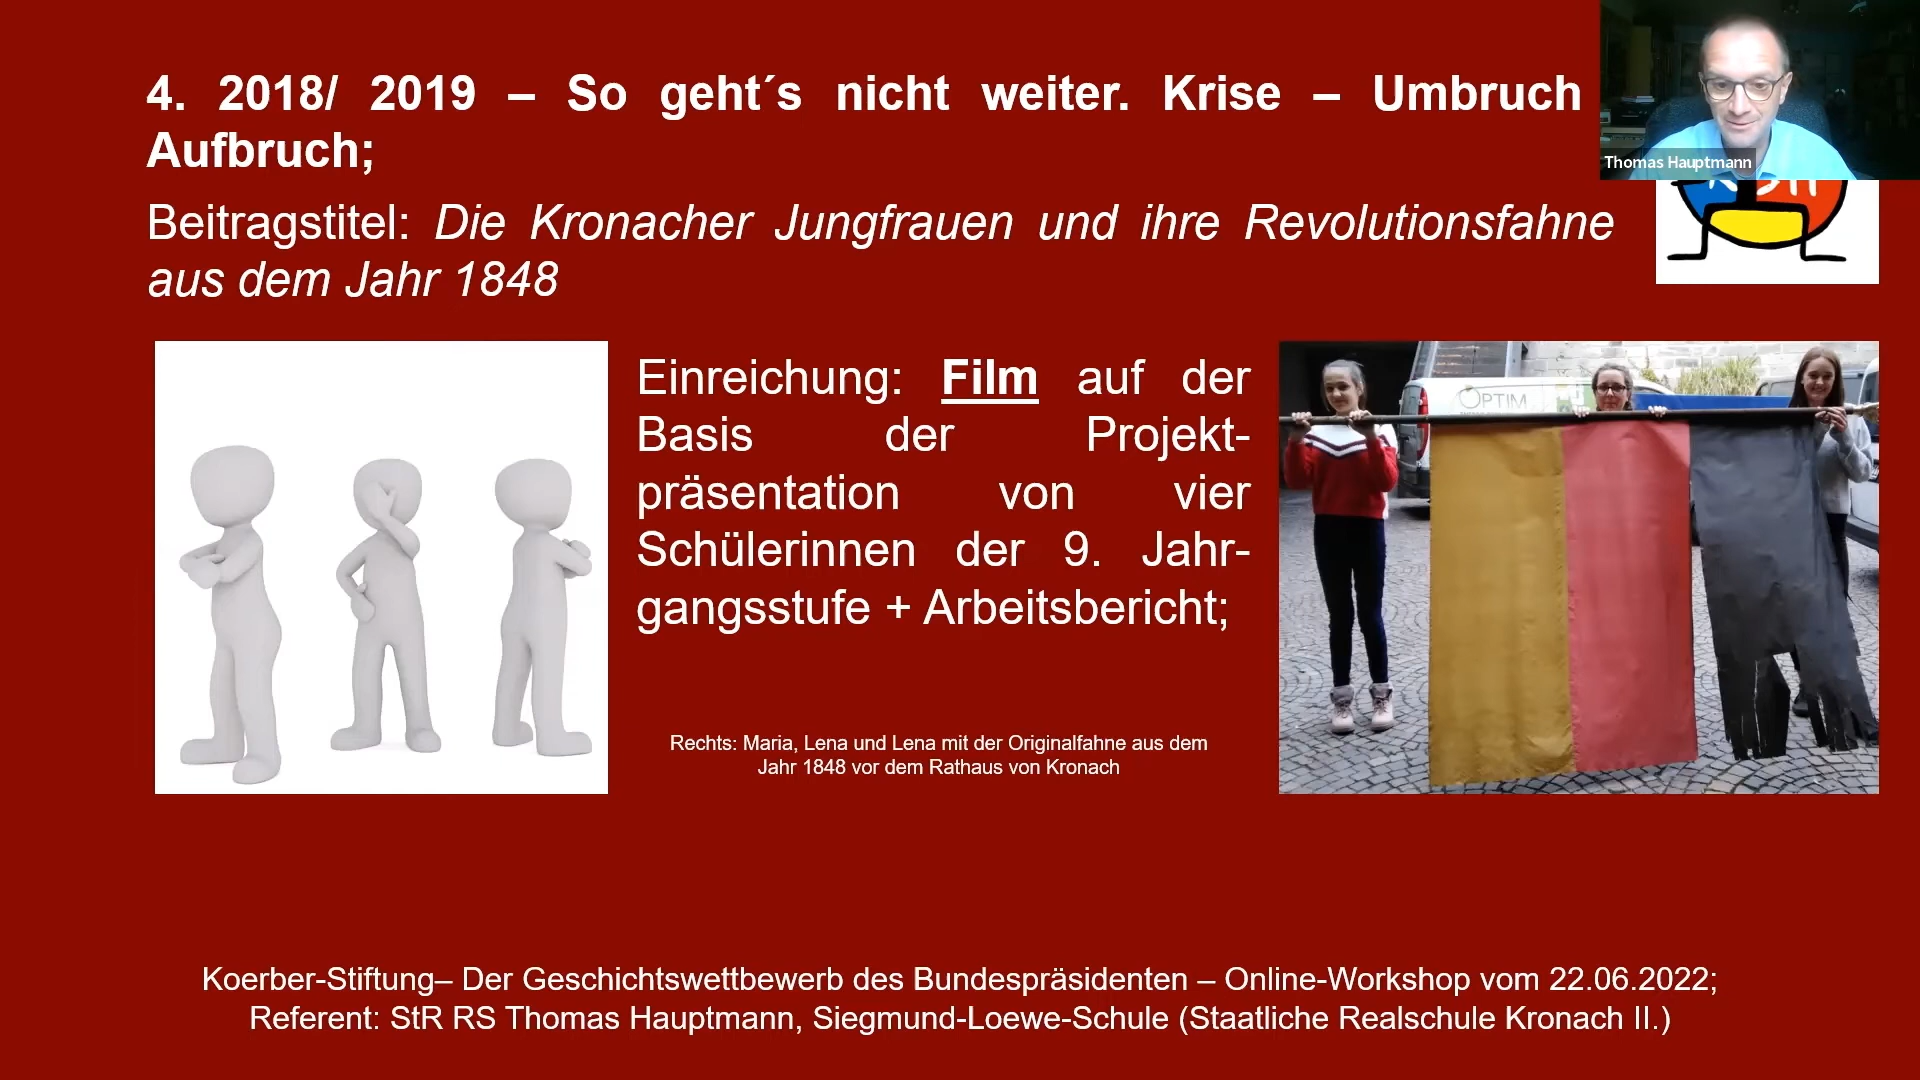 4. 2018/ 2019 – So geht´s nicht weiter. Krise – Umbruch
Aufbruch;
Beitragstitel: Die Kronacher Jungfrauen und ihre Revolutionsfahne
aus dem Jahr 1848
Thomas Hauptmann
Einreichung: Film auf der
Basis der Projekt-
präsentation von vier
Schülerinnen der 9. Jahr-
gangsstufe + Arbeitsbericht;
OPTIM
Rechts: Maria, Lena und Lena mit der Originalfahne aus dem
Jahr 1848 vor dem Rathaus von Kronach
Koerber-Stiftung– Der Geschichtswettbewerb des Bundespräsidenten – Online-Workshop vom 22.06.2022;
Referent: StR RS Thomas Hauptmann, Siegmund-Loewe-Schule (Staatliche Realschule Kronach II.)